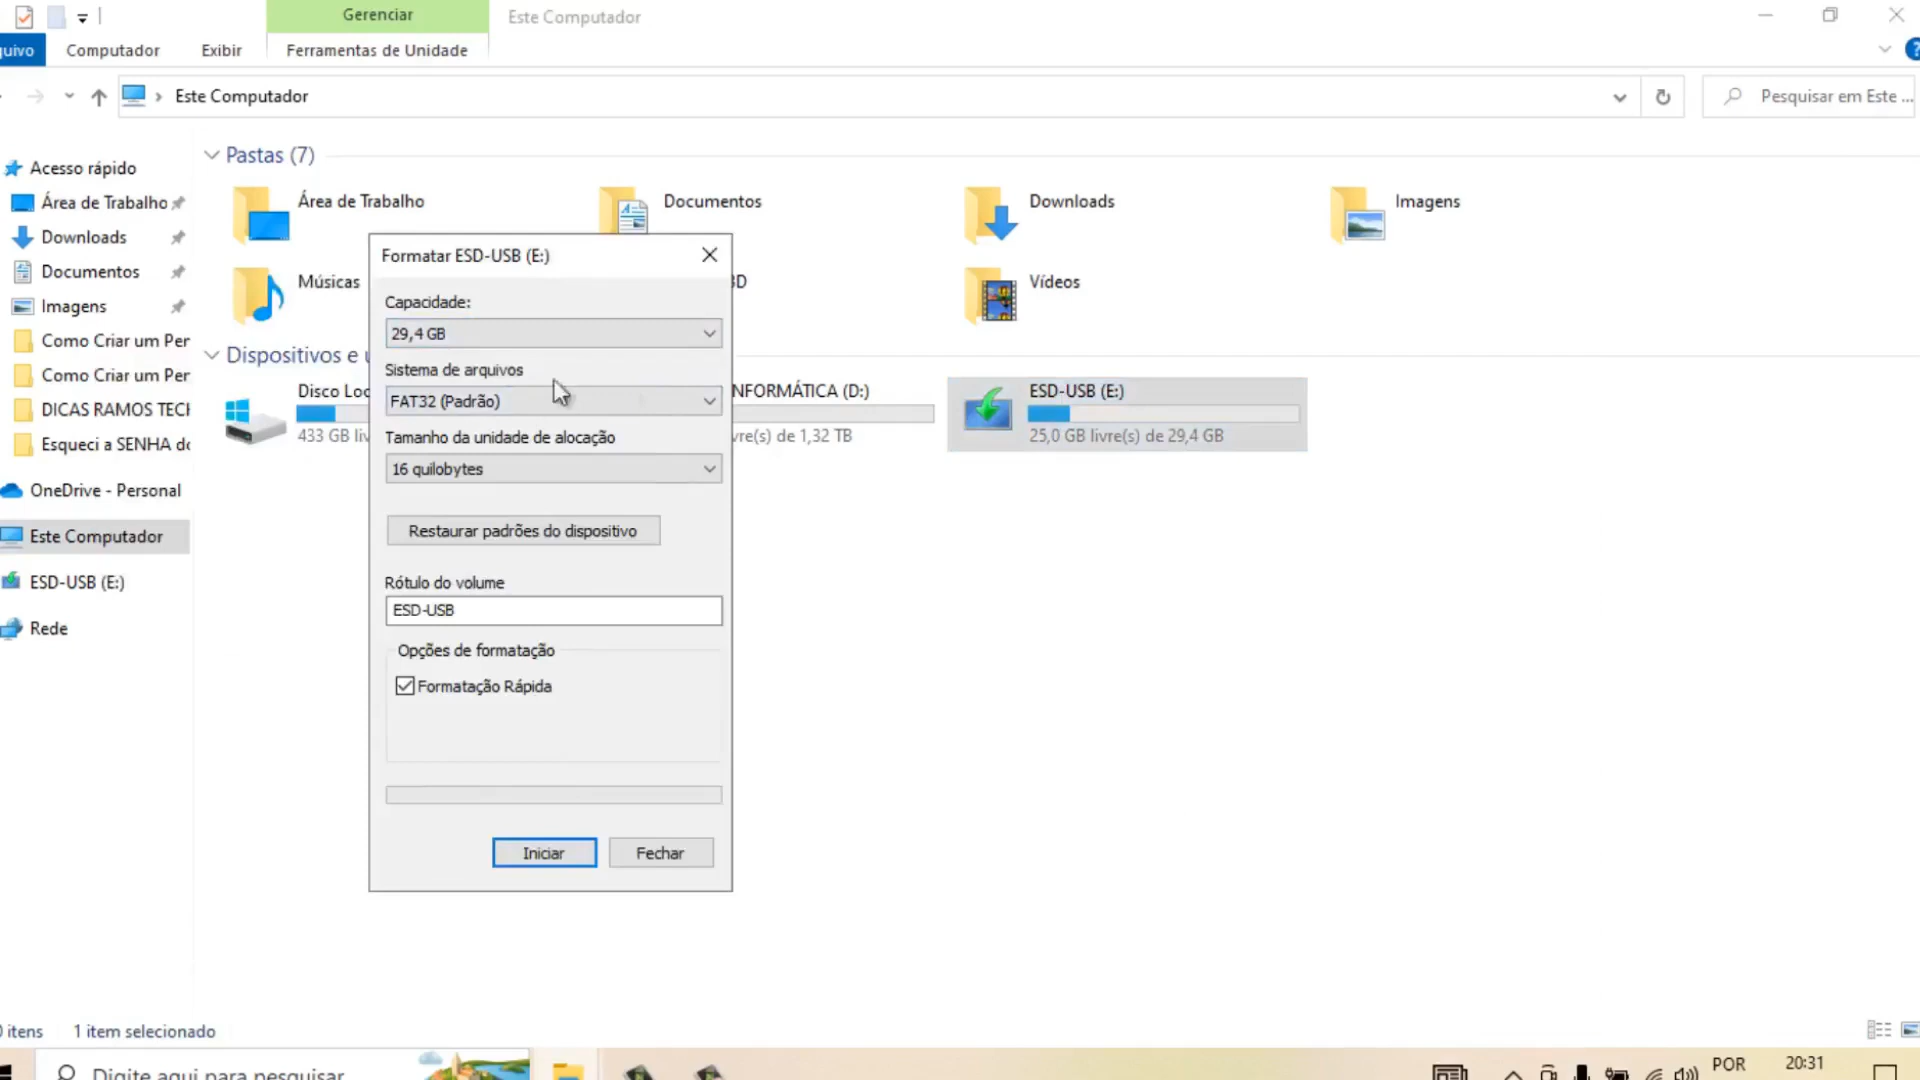 Gerenciar
Este Computador
quivo
Computador
Exibir
Ferramentas de Unidade
Este Computador
Pesquisar em Este ...
Acesso rápido
Área de Trabalho
Downloads
Documentos
Imagens
Como Criar um Per
Como Criar um Per
DICAS RAMOS TECH
Esqueci a SENHA do
OneDrive - Personal
Este Computador
ESD-USB (E:)
Rede
Pastas (7)
Área de Trabalho
Documentos
Downloads
Imagens
Músicas
Vídeos
Dispositivos e u
Disco Loc
433 GB liv
NFORMÁTICA (D:)
vre(s) de 1,32 TB
ESD-USB (E:)
25,0 GB livre(s) de 29,4 GB
Formatar ESD-USB (E:)
Capacidade:
29,4 GB
Sistema de arquivos
FAT32 (Padrão)
Tamanho da unidade de alocação
16 quilobytes
Restaurar padrões do dispositivo
Rótulo do volume
ESD-USB
Opções de formatação
Formatação Rápida
Iniciar
Fechar
itens
1 item selecionado
Digite aqui para pesquisar
POR
20:31